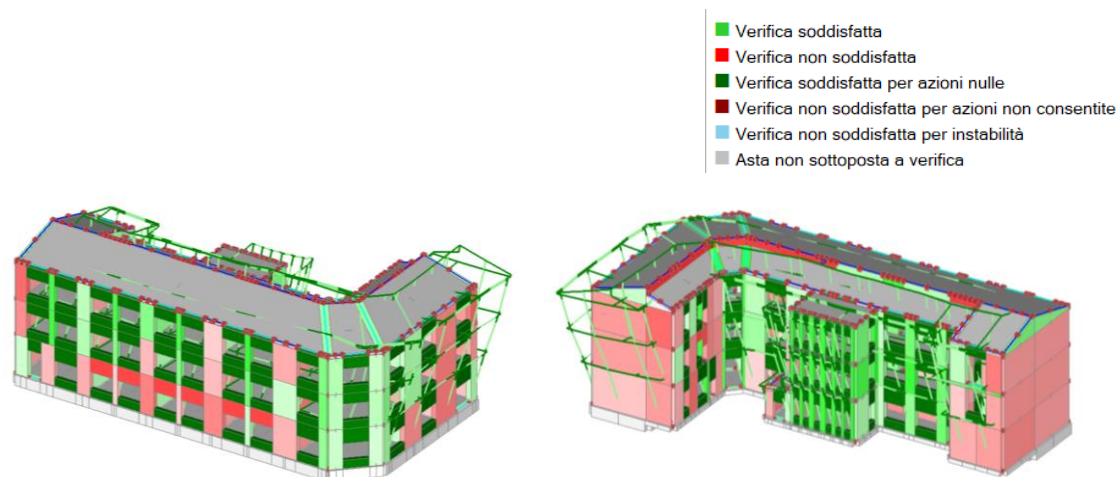 Verifica soddisfatta
Verifica non soddisfatta
Verifica soddisfatta per azioni nulle
Verifica non soddisfatta per azioni non consentite
Verifica non soddisfatta per instabilità
Asta non sottoposta a verifica